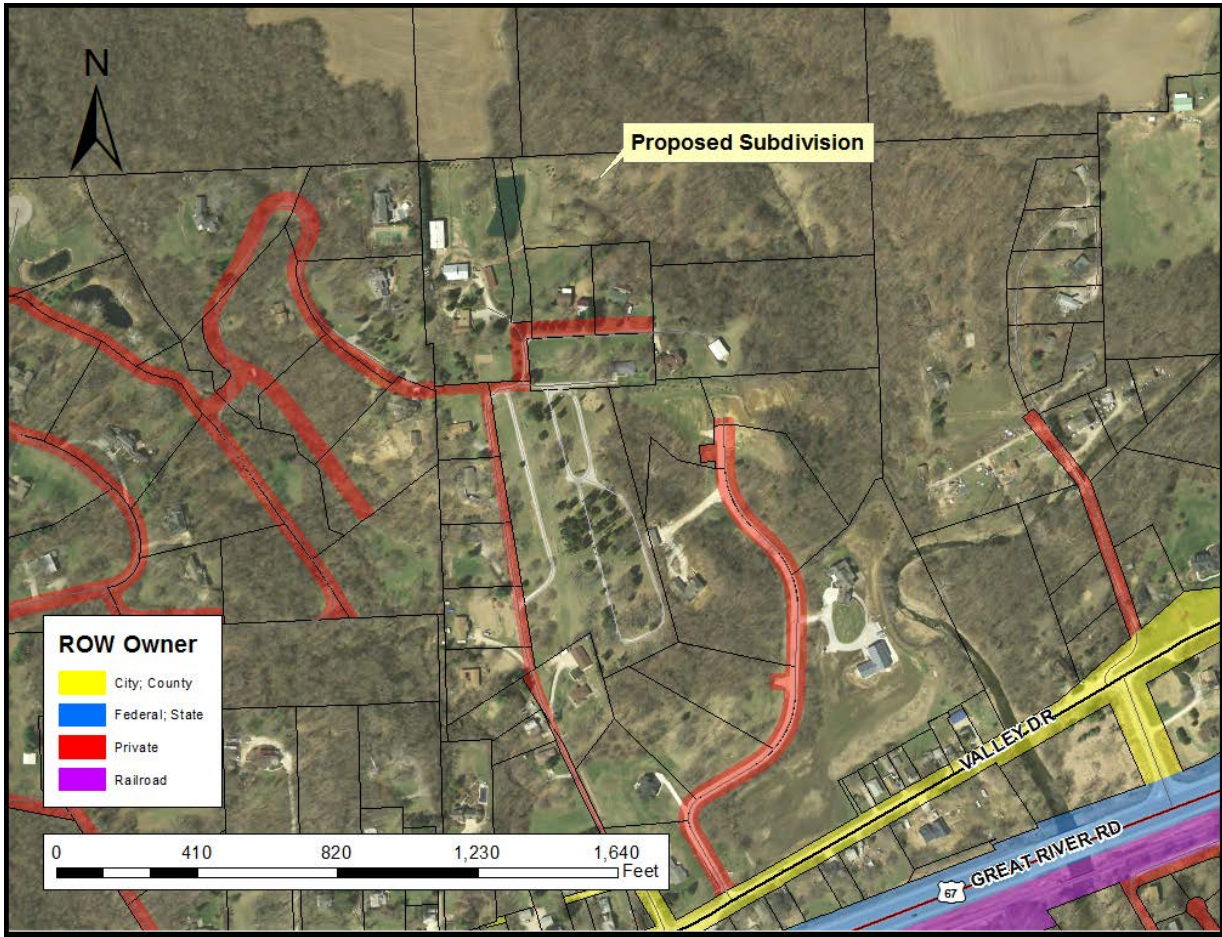 N
Proposed Subdivision
ROW Owner
City; County
Federal; State
Private
Railroad
VALLEY DR
GREAT RIVER RD
67
0 410 820 1,230 1,640
Feet